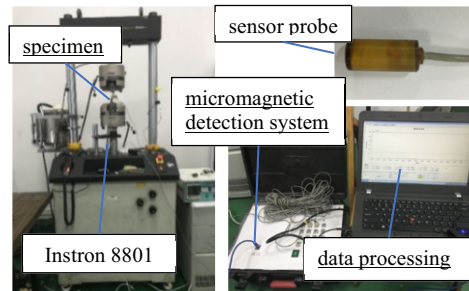 specimen
sensor probe
micromagnetic
detection system
Instron 8801
data processing